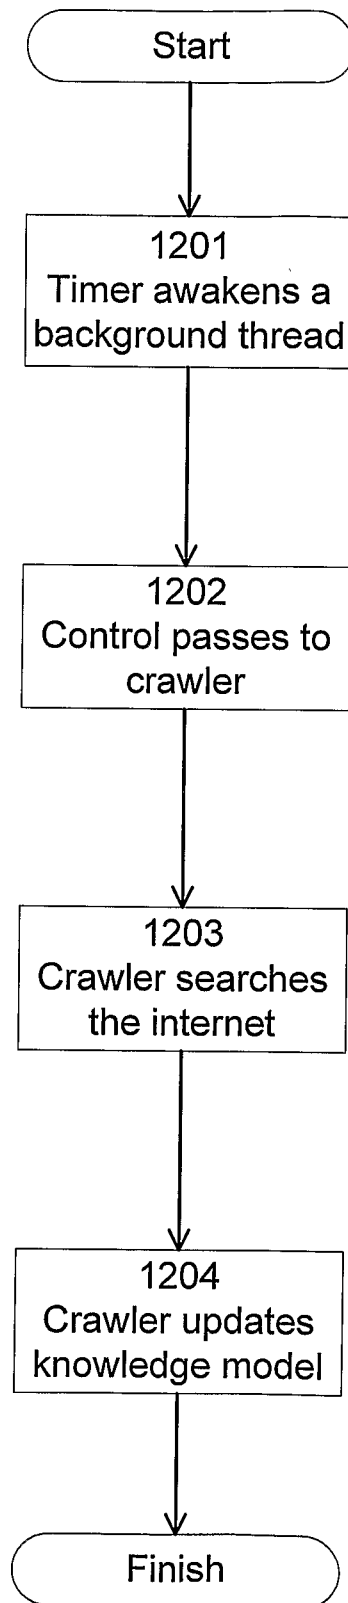 Start
1201
Timer awakens a
background thread
1202
Control passes to
crawler
1203
Crawler searches
the internet
1204
Crawler updates
knowledge model
Finish